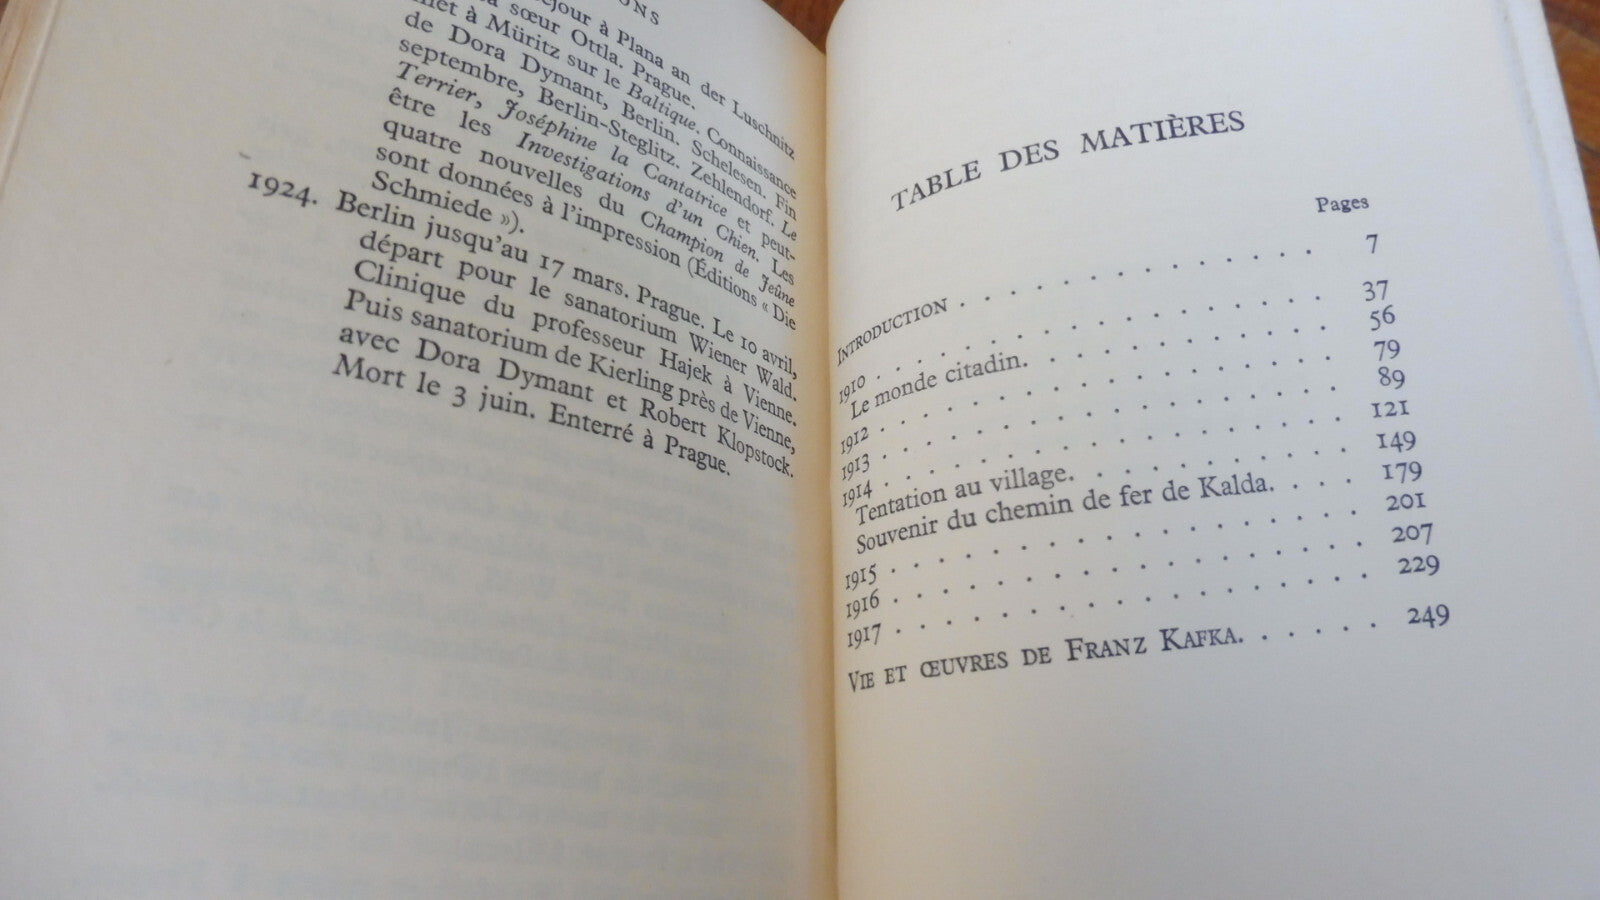 ONS
éjour à Plana an der Luschnitz
sa sœur Ottla. Prague.
met à Müritz sur le Baltique. Connaissance
de Dora Dymant, Berlin. Schelesen. Fin
septembre, Berlin-Steglitz. Zehlendorf. Le
Terrier, Joséphine la Cantatrice et peut-
être les Investigations d'un Chien. Les
quatre nouvelles du Champion de Jeûne
sont données à l'impression (Éditions « Die
Schmiede »).
1924. Berlin jusqu'au 17 mars. Prague. Le 10 avril,
départ pour le sanatorium Wiener Wald.
Clinique du professeur Hajek à Vienne.
Puis sanatorium de Kierling près de Vienne,
avec Dora Dymant et Robert Klopstock.
Mort le 3 juin. Enterré à Prague.
TABLE DES MATIÈRES
Pages
INTRODUCTION . . . . . . . . . . . . 7
1910 . . . . . . . . . . . . 37
Le monde citadin. . . . . . . . . . 56
1912 . . . . . . . . . . . . 79
1913 . . . . . . . . . . . . 89
1914 . . . . . . . . . . . . 121
Tentation au village. . . . . . . . . 149
Souvenir du chemin de fer de Kalda. . . . . 179
1915 . . . . . . . . . . . . 201
1916 . . . . . . . . . . . . 207
1917 . . . . . . . . . . . . 229
VIE ET ŒUVRES DE FRANZ KAFKA. . . . . . 249